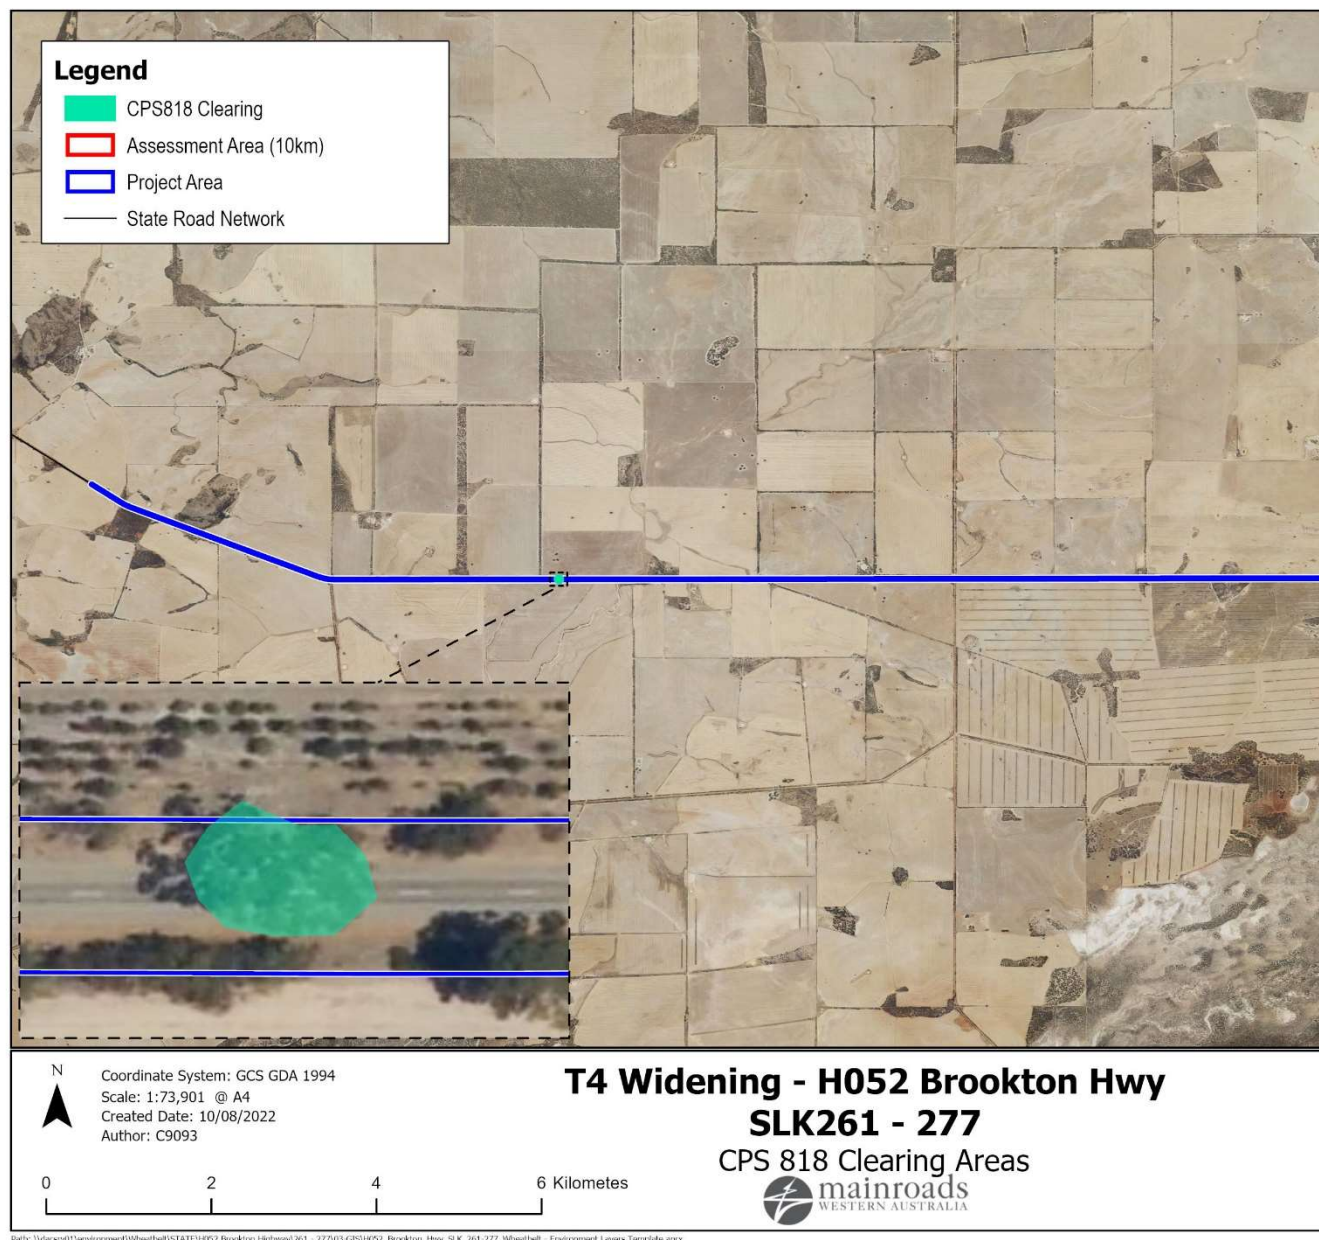 Legend
CPS818 Clearing
Assessment Area (10km)
Project Area
State Road Network
N
Coordinate System: GCS GDA 1994
Scale: 1:73,901 @ A4
Created Date: 10/08/2022
Author: C9093
0 2 4 6 Kilometes
T4 Widening - H052 Brookton Hwy
SLK261 - 277
CPS 818 Clearing Areas
mainroads
WESTERN AUSTRALIA